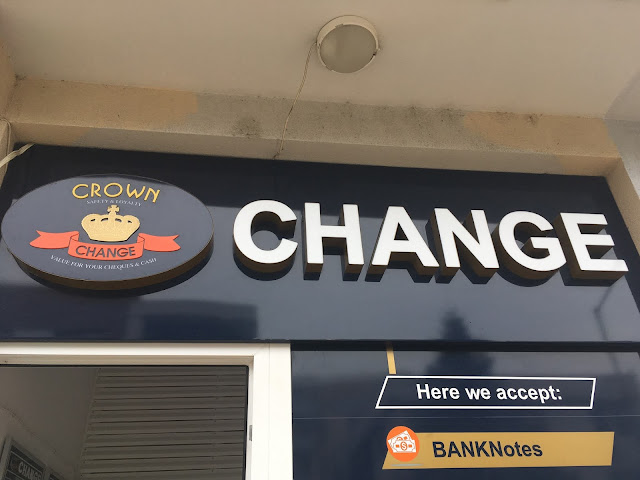 CROWN
SAFETY & LOYALTY
CHANGE
VALUE FOR YOUR CHEQUES & CASH
CHANGE
Here we accept:
BANKNotes